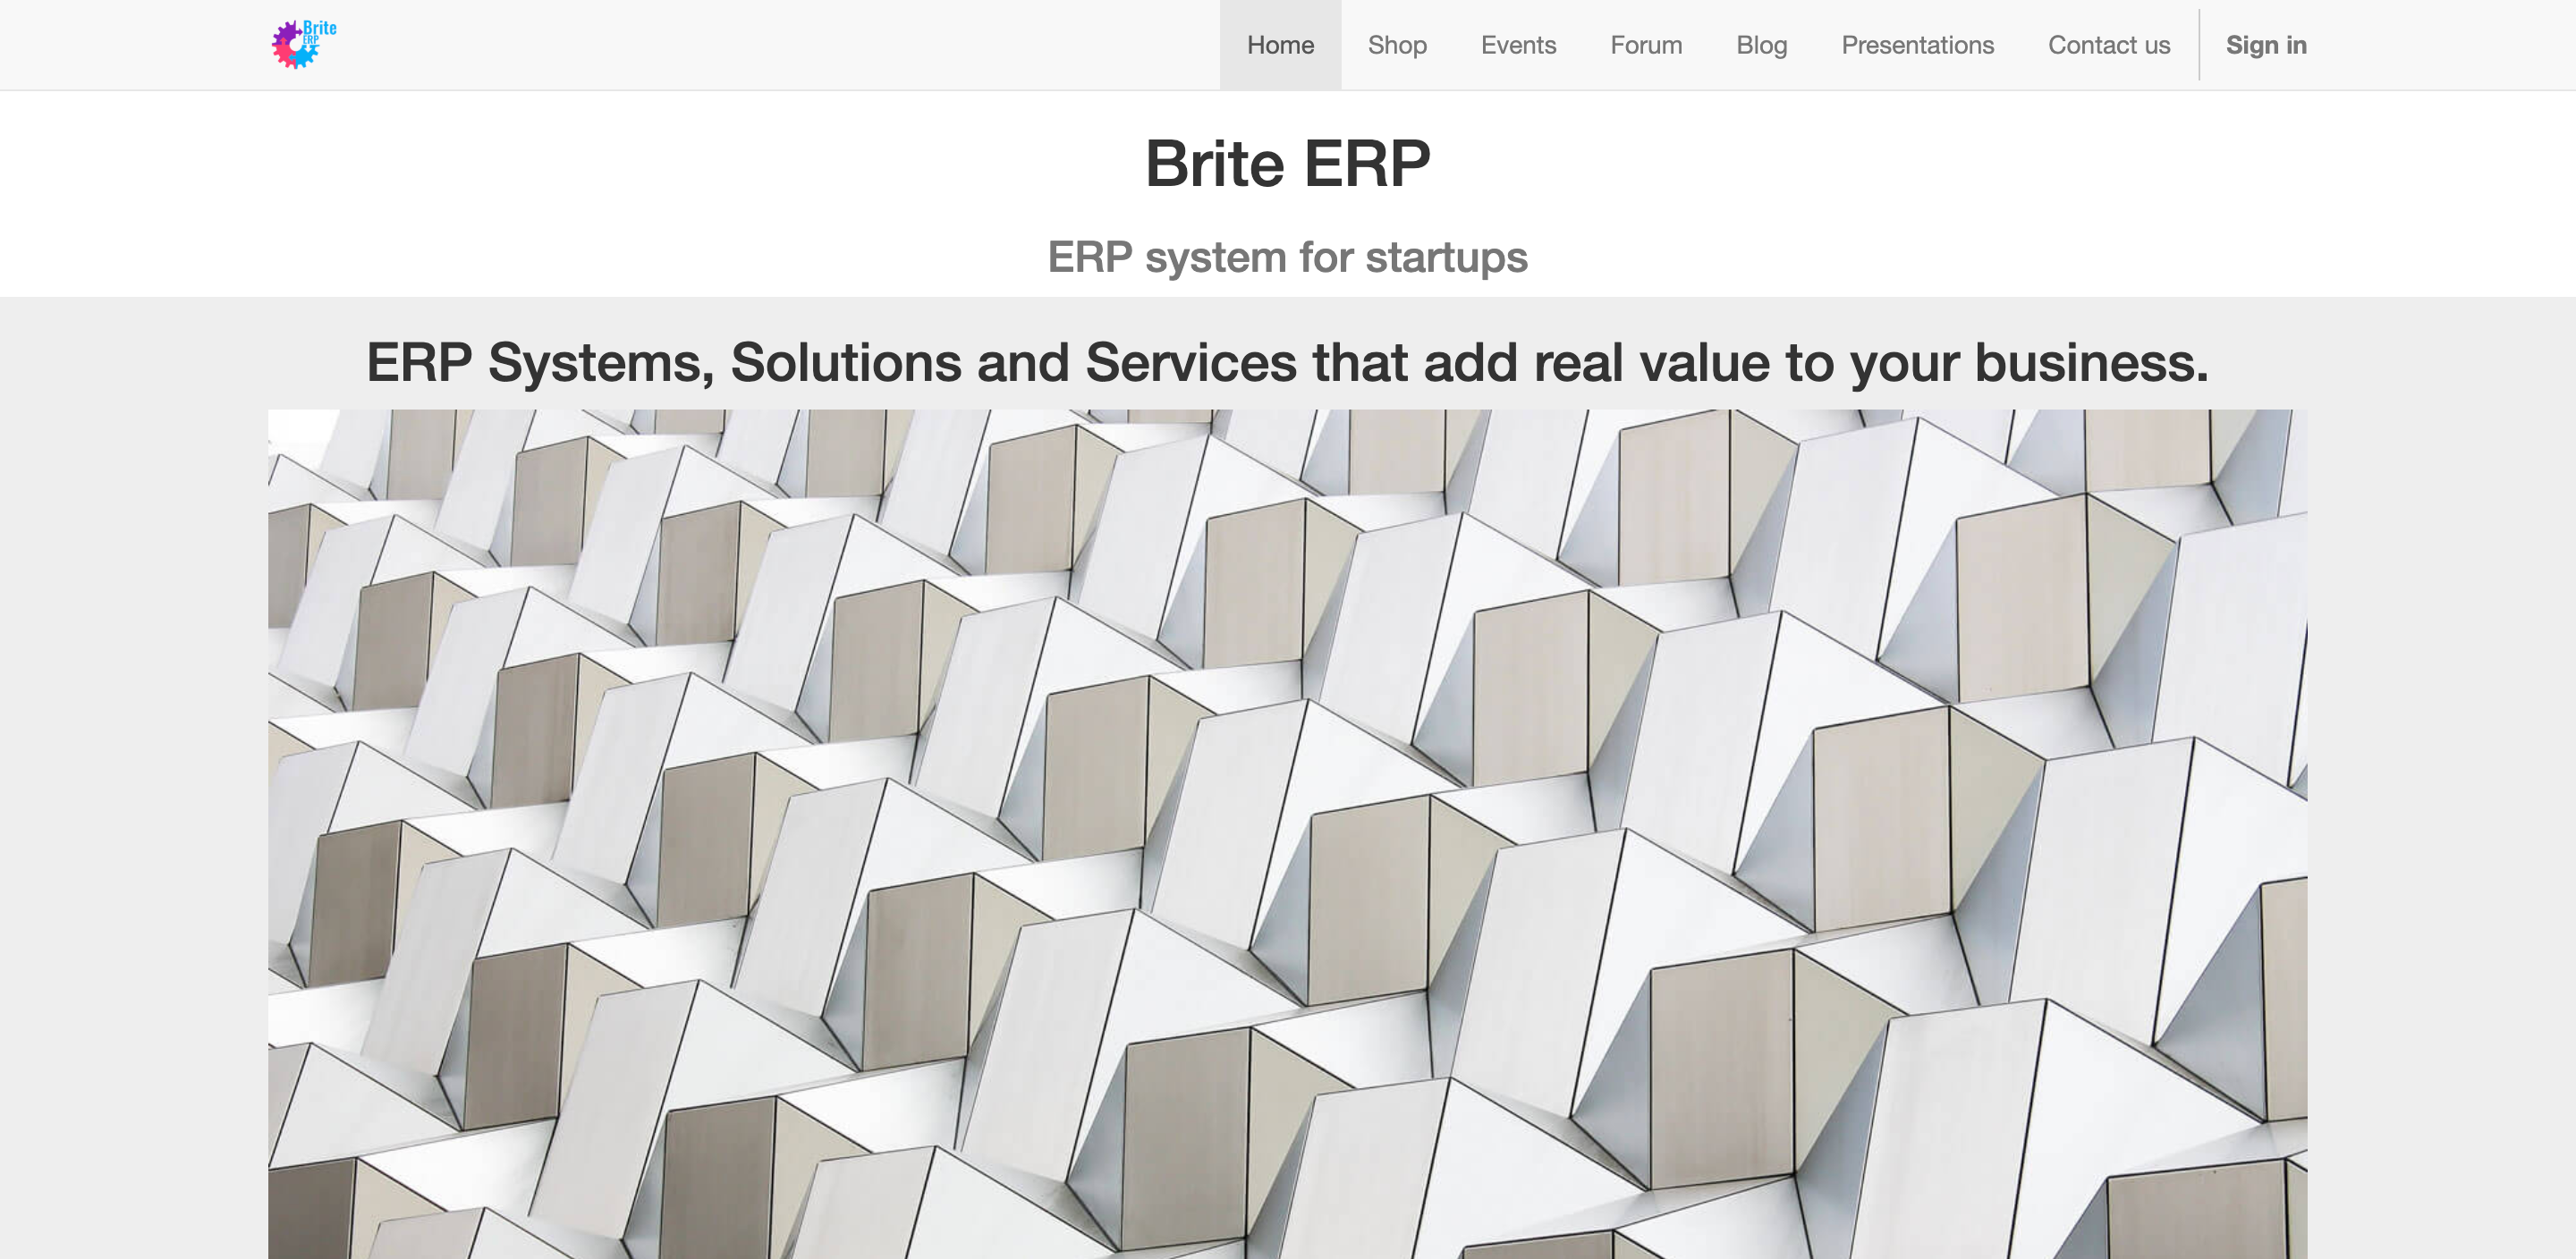 Brite
ERP
Home Shop Events Forum Blog Presentations Contact us Sign in
Brite ERP
ERP system for startups
ERP Systems, Solutions and Services that add real value to your business.